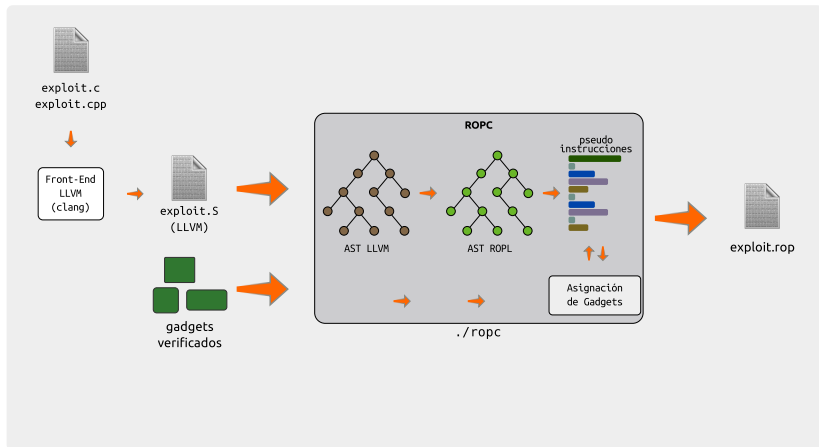 exploit.c
exploit.cpp
Front-End
LLVM
(clang)
exploit.S
(LLVM)
gadgets
verificados
ROPC
AST LLVM
AST ROPL
pseudo
instrucciones
Asignación
de Gadgets
./ropc
exploit.rop